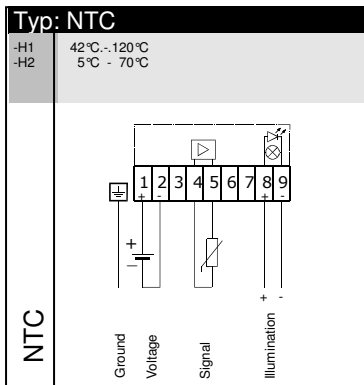 Typ: NTC
-H1 42°C.-.120°C
-H2 5°C - 70°C
1 2 3 4 5 6 7 8 9
+ - + -
+
−
+ -
NTC
Ground
Voltage
Signal
Illumination